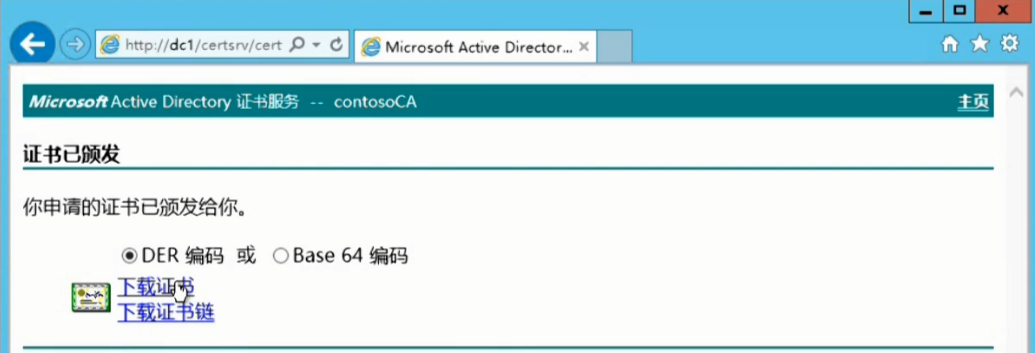 http://dc1/certsrv/cert
Microsoft Active Director...
Microsoft Active Directory 证书服务 -- contosoCA
主页
证书已颁发
你申请的证书已颁发给你。
DER 编码 或 Base 64 编码
下载证书
下载证书链